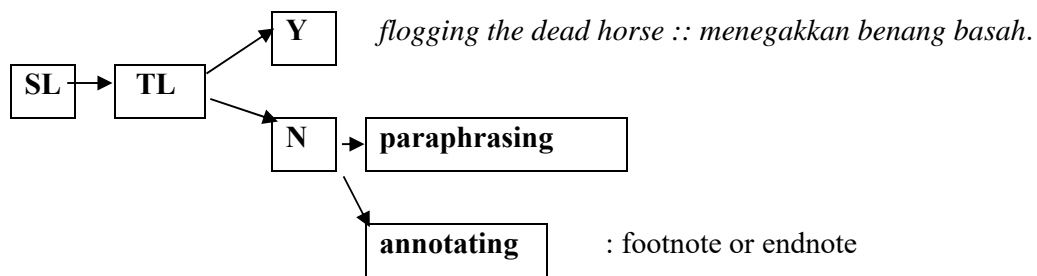 Y flogging the dead horse :: menegakkan benang basah.
SL TL
N paraphrasing
annotating : footnote or endnote